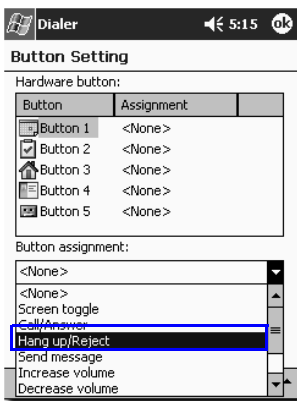 Dialer 5:15 ok
Button Setting
Hardware button:
Button Assignment
Button 1 <None>
Button 2 <None>
Button 3 <None>
Button 4 <None>
Button 5 <None>
Button assignment:
<None>
<None>
Screen toggle
Call/Answer
Hang up/Reject
Send message
Increase volume
Decrease volume